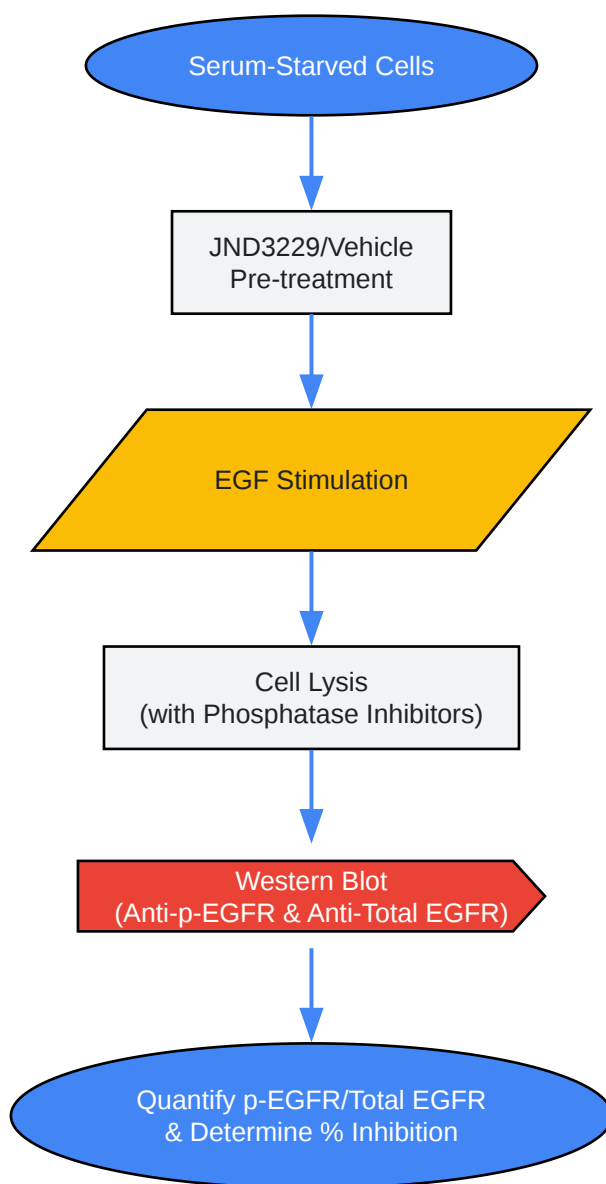 Serum-Starved Cells
JND3229/Vehicle
Pre-treatment
EGF Stimulation
Cell Lysis
(with Phosphatase Inhibitors)
Western Blot
(Anti-p-EGFR & Anti-Total EGFR)
Quantify p-EGFR/Total EGFR
& Determine % Inhibition